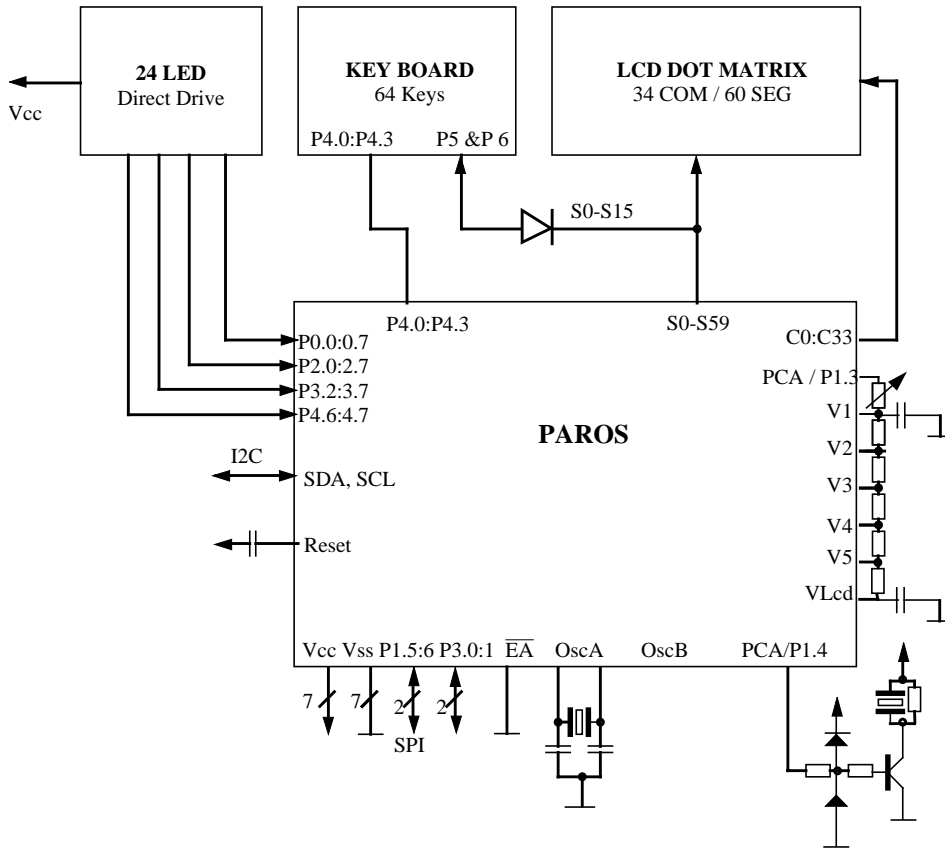 24 LED
Direct Drive
KEY BOARD
64 Keys
P4.0:P4.3
P5 &P 6
LCD DOT MATRIX
34 COM / 60 SEG
Vcc
S0-S15
P4.0:P4.3
S0-S59
P0.0:0.7
P2.0:2.7
P3.2:3.7
P4.6:4.7
C0:C33
PCA / P1.3
V1
V2
V3
V4
V5
VLcd
PAROS
I2C
SDA, SCL
Reset
Vcc
Vss
P1.5:6
P3.0:1
EA
OscA
OscB
PCA/P1.4
7
7
2
2
SPI